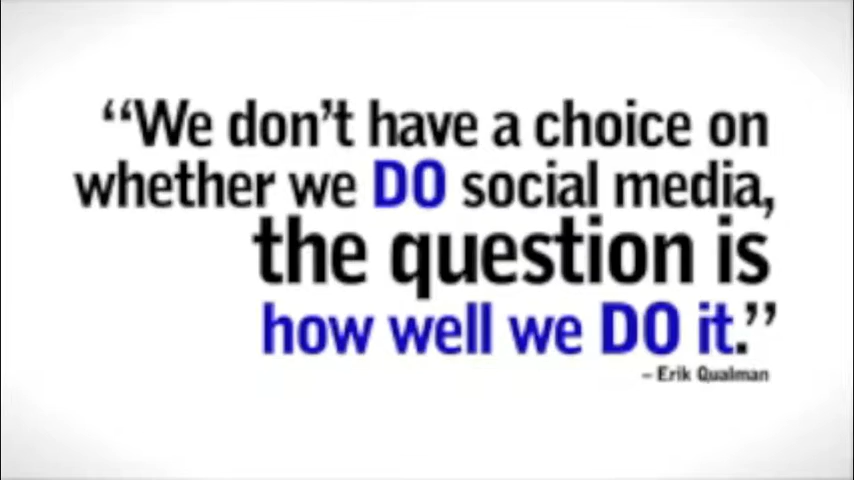 “We don’t have a choice on
whether we DO social media,
the question is
how well we DO it.”
– Erik Qualman